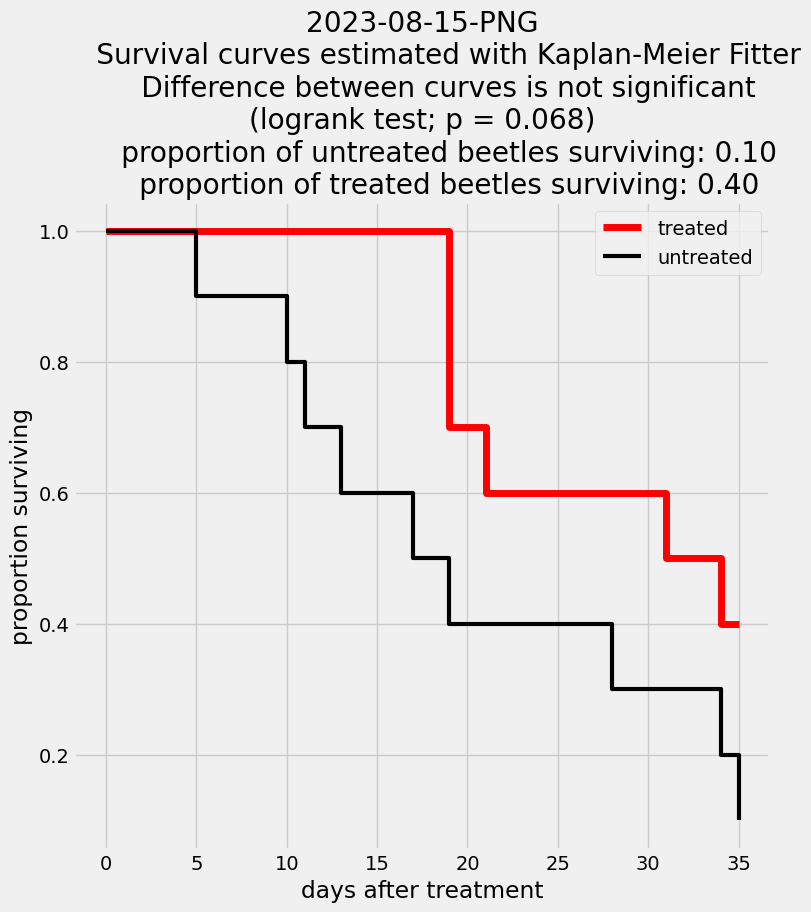 2023-08-15-PNG
Survival curves estimated with Kaplan-Meier Fitter
Difference between curves is not significant
(logrank test; p = 0.068)
proportion of untreated beetles surviving: 0.10
proportion of treated beetles surviving: 0.40
treated
untreated
1.0
0.8
0.6
0.4
0.2
proportion surviving
0 5 10 15 20 25 30 35
days after treatment